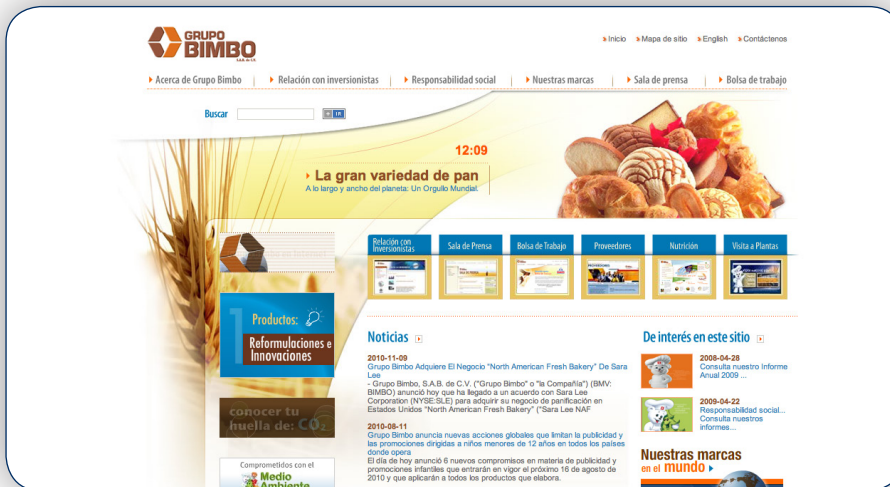 GRUPO
BIMBO
Inicio Mapa de sitio English Contáctenos
Acerca de Grupo Bimbo Relación con inversionistas Responsabilidad social Nuestras marcas Sala de prensa Bolsa de trabajo
Buscar IR
12:09
La gran variedad de pan
A lo largo y ancho del planeta: Un Orgullo Mundial.
Relación con
Inversionistas
Sala de Prensa
Bolsa de Trabajo
Proveedores
Nutrición
Visita a Plantas
1
Productos:
Reformulaciones e
Innovaciones
conocer tu
huella de: CO2
Comprometidos con el
Medio
Ambiente
Noticias
2010-11-09
Grupo Bimbo Adquiere El Negocio "North American Fresh Bakery" De Sara
Lee
- Grupo Bimbo, S.A.B. de C.V. ("Grupo Bimbo" o "la Compañía") (BMV:
BIMBO) anunció hoy que ha llegado a un acuerdo con Sara Lee
Corporation (NYSE:SLE) para adquirir su negocio de panificación en
Estados Unidos "North American Fresh Bakery" ("Sara Lee NAF
2010-08-11
Grupo Bimbo anuncia nuevas acciones globales que limitan la publicidad y
las promociones dirigidas a niños menores de 12 años en todos los países
donde opera
El día de hoy anunció 6 nuevos compromisos en materia de publicidad y
promociones infantiles que entrarán en vigor el próximo 16 de agosto de
2010 y que aplicarán a todos los productos que elabora.
De interés en este sitio
2008-04-28
Consulta nuestro Informe
Anual 2009 ...
2009-04-22
Responsabilidad social...
Consulta nuestros
informes...
Nuestras marcas
en el mundo